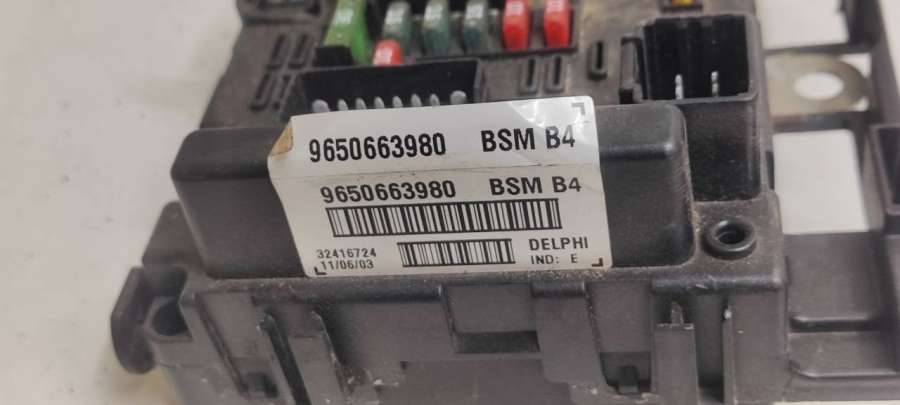 9650663980 BSM B4
9650663980 BSM B4
32416724 DELPHI
11/06/03 IND: E